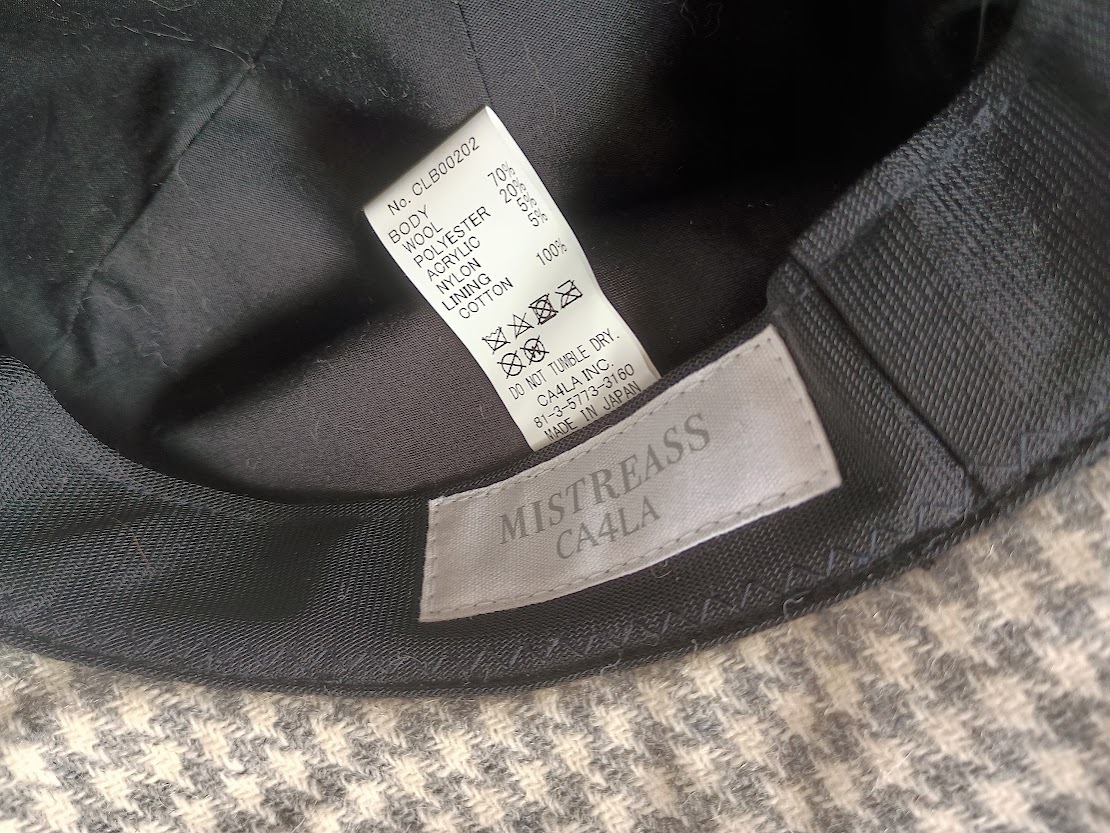 No. CLB00202
BODY
WOOL 70%
POLYESTER 20%
ACRYLIC 5%
NYLON 5%
LINING
COTTON 100%
DO NOT TUMBLE DRY.
CA4LA INC.
81-3-5773-3160
MADE IN JAPAN
MISTREASS
CA4LA